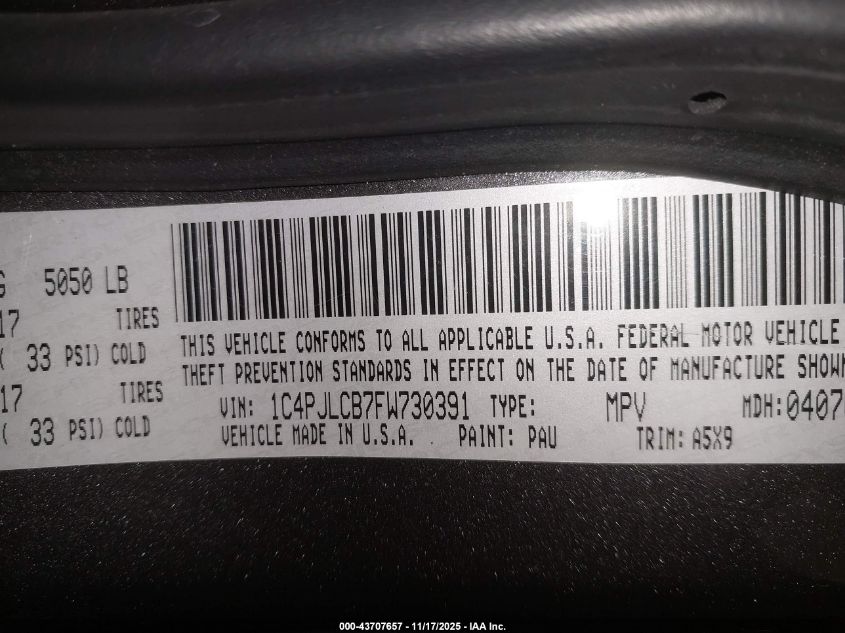 G 5050 LB
17 TIRES
( 33 PSI) COLD
17 TIRES
( 33 PSI) COLD
THIS VEHICLE CONFORMS TO ALL APPLICABLE U.S.A. FEDERAL MOTOR VEHICLE
THEFT PREVENTION STANDARDS IN EFFECT ON THE DATE OF MANUFACTURE SHOWN
VIN: 1C4PJLCB7FW730391 TYPE: MPV MDH: 0407
VEHICLE MADE IN U.S.A. PAINT: PAU TRIM: A5X9
000-43707657 - 11/17/2025 - IAA Inc.